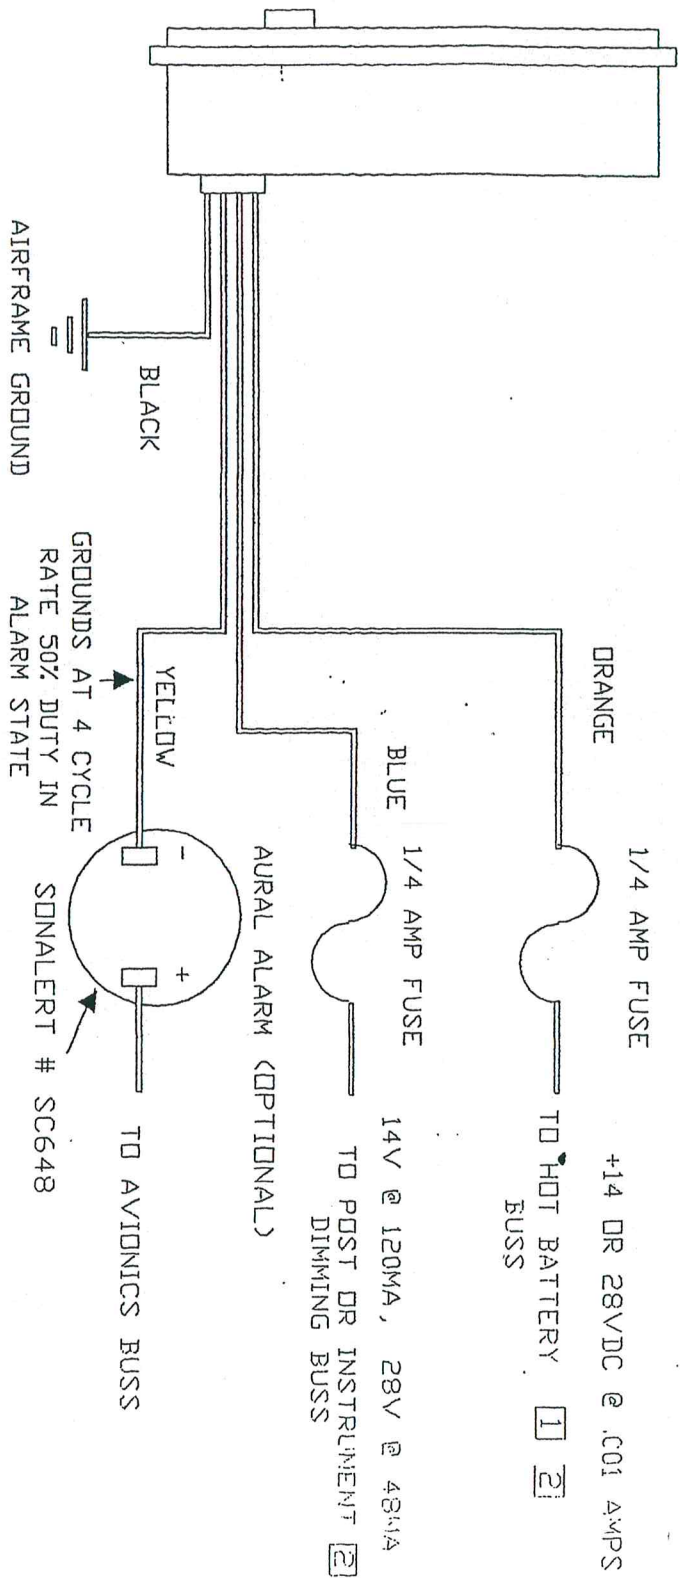 ORANGE
1/4 AMP FUSE
+14 OR 28VDC @ .001 AMPS
TO HOT BATTERY 1 2
BUSS
BLUE
1/4 AMP FUSE
14V @ 120MA, 28V @ 48MA
TO POST OR INSTRUMENT 2
DIMMING BUSS
BLACK
AIRFRAME GROUND
YELLOW
GROUNDS AT 4 CYCLE
RATE 50% DUTY IN
ALARM STATE
AURAL ALARM (OPTIONAL)
- +
TO AVIONICS BUSS
SONALERT # SC648